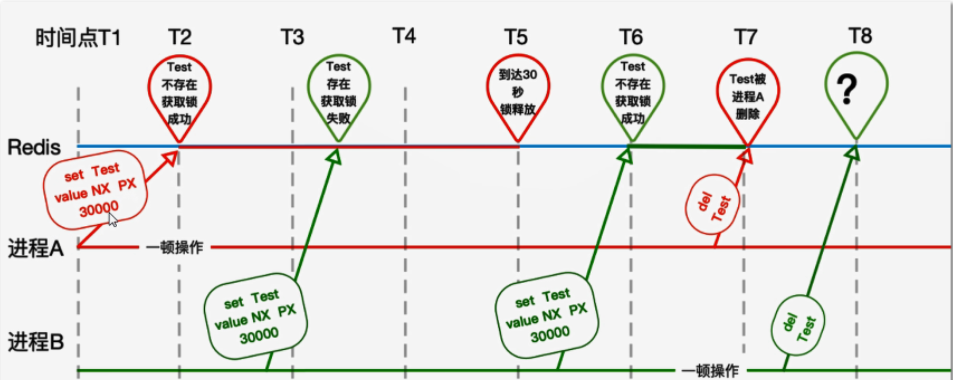 时间点T1 T2 T3 T4 T5 T6 T7 T8
Test
不存在
获取锁
成功
Test
存在
获取锁
失败
到达30
秒
锁释放
Test
不存在
获取锁
成功
Test被
进程A
删除
?
Redis
set Test
value NX PX
30000
del
Test
进程A
一顿操作
set Test
value NX PX
30000
set Test
value NX PX
30000
del
Test
进程B
一顿操作